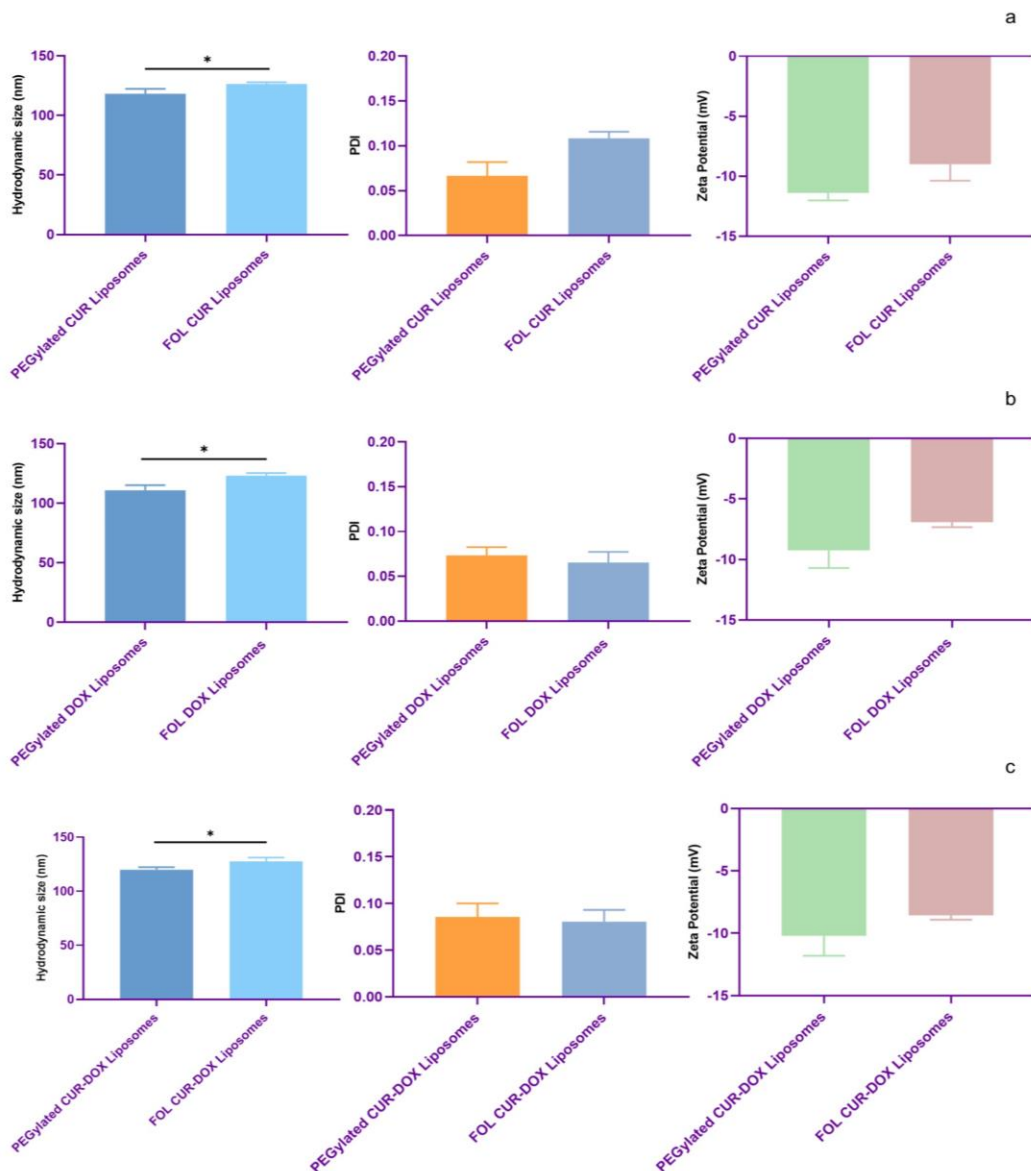 a
Hydrodynamic size (nm)
150
100
50
0
*
PEGylated CUR Liposomes
FOL CUR Liposomes
PDI
0.20
0.15
0.10
0.05
0.00
PEGylated CUR Liposomes
FOL CUR Liposomes
Zeta Potential (mV)
0
-5
-10
-15
PEGylated CUR Liposomes
FOL CUR Liposomes
b
Hydrodynamic size (nm)
150
100
50
0
*
PEGylated DOX Liposomes
FOL DOX Liposomes
PDI
0.20
0.15
0.10
0.05
0.00
PEGylated DOX Liposomes
FOL DOX Liposomes
Zeta Potential (mV)
0
-5
-10
-15
PEGylated DOX Liposomes
FOL DOX Liposomes
c
Hydrodynamic size (nm)
150
100
50
0
*
PEGylated CUR-DOX Liposomes
FOL CUR-DOX Liposomes
PDI
0.20
0.15
0.10
0.05
0.00
PEGylated CUR-DOX Liposomes
FOL CUR-DOX Liposomes
Zeta Potential (mV)
0
-5
-10
-15
PEGylated CUR-DOX Liposomes
FOL CUR-DOX Liposomes